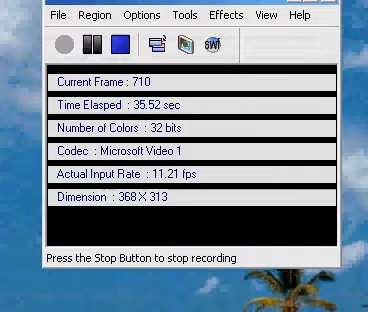 File Region Options Tools Effects View Help
SWF
Current Frame : 710
Time Elasped : 35.52 sec
Number of Colors : 32 bits
Codec : Microsoft Video 1
Actual Input Rate : 11.21 fps
Dimension : 368 X 313
Press the Stop Button to stop recording